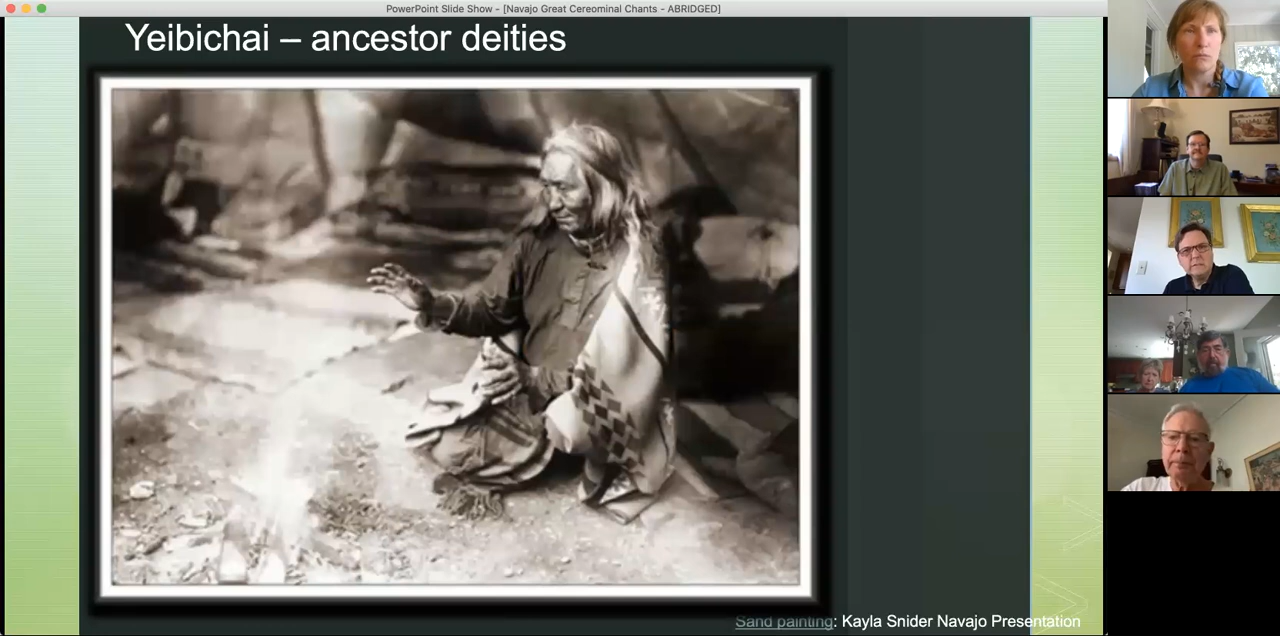 PowerPoint Slide Show - [Navajo Great Cereominal Chants - ABRIDGED]
Yeibichai – ancestor deities
Sand painting: Kayla Snider Navajo Presentation